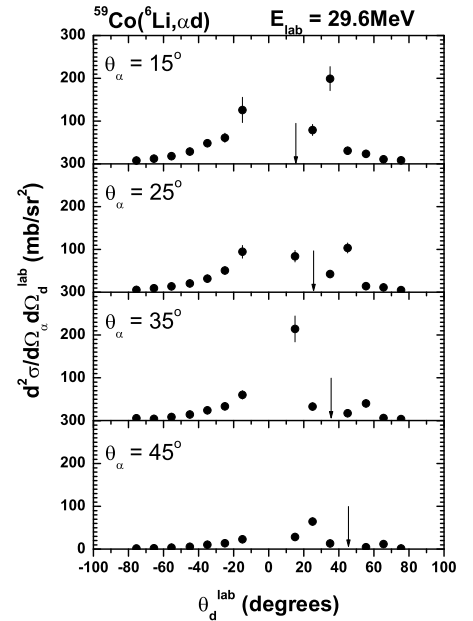 ⁵⁹Co(⁶Li,αd) E_lab = 29.6MeV
300
θ_α = 15°
200
100
300
θ_α = 25°
200
100
300
θ_α = 35°
200
100
300
θ_α = 45°
200
100
0
d²σ/dΩ_α dΩ_d^lab (mb/sr²)
-100 -80 -60 -40 -20 0 20 40 60 80 100
θ_d^lab (degrees)